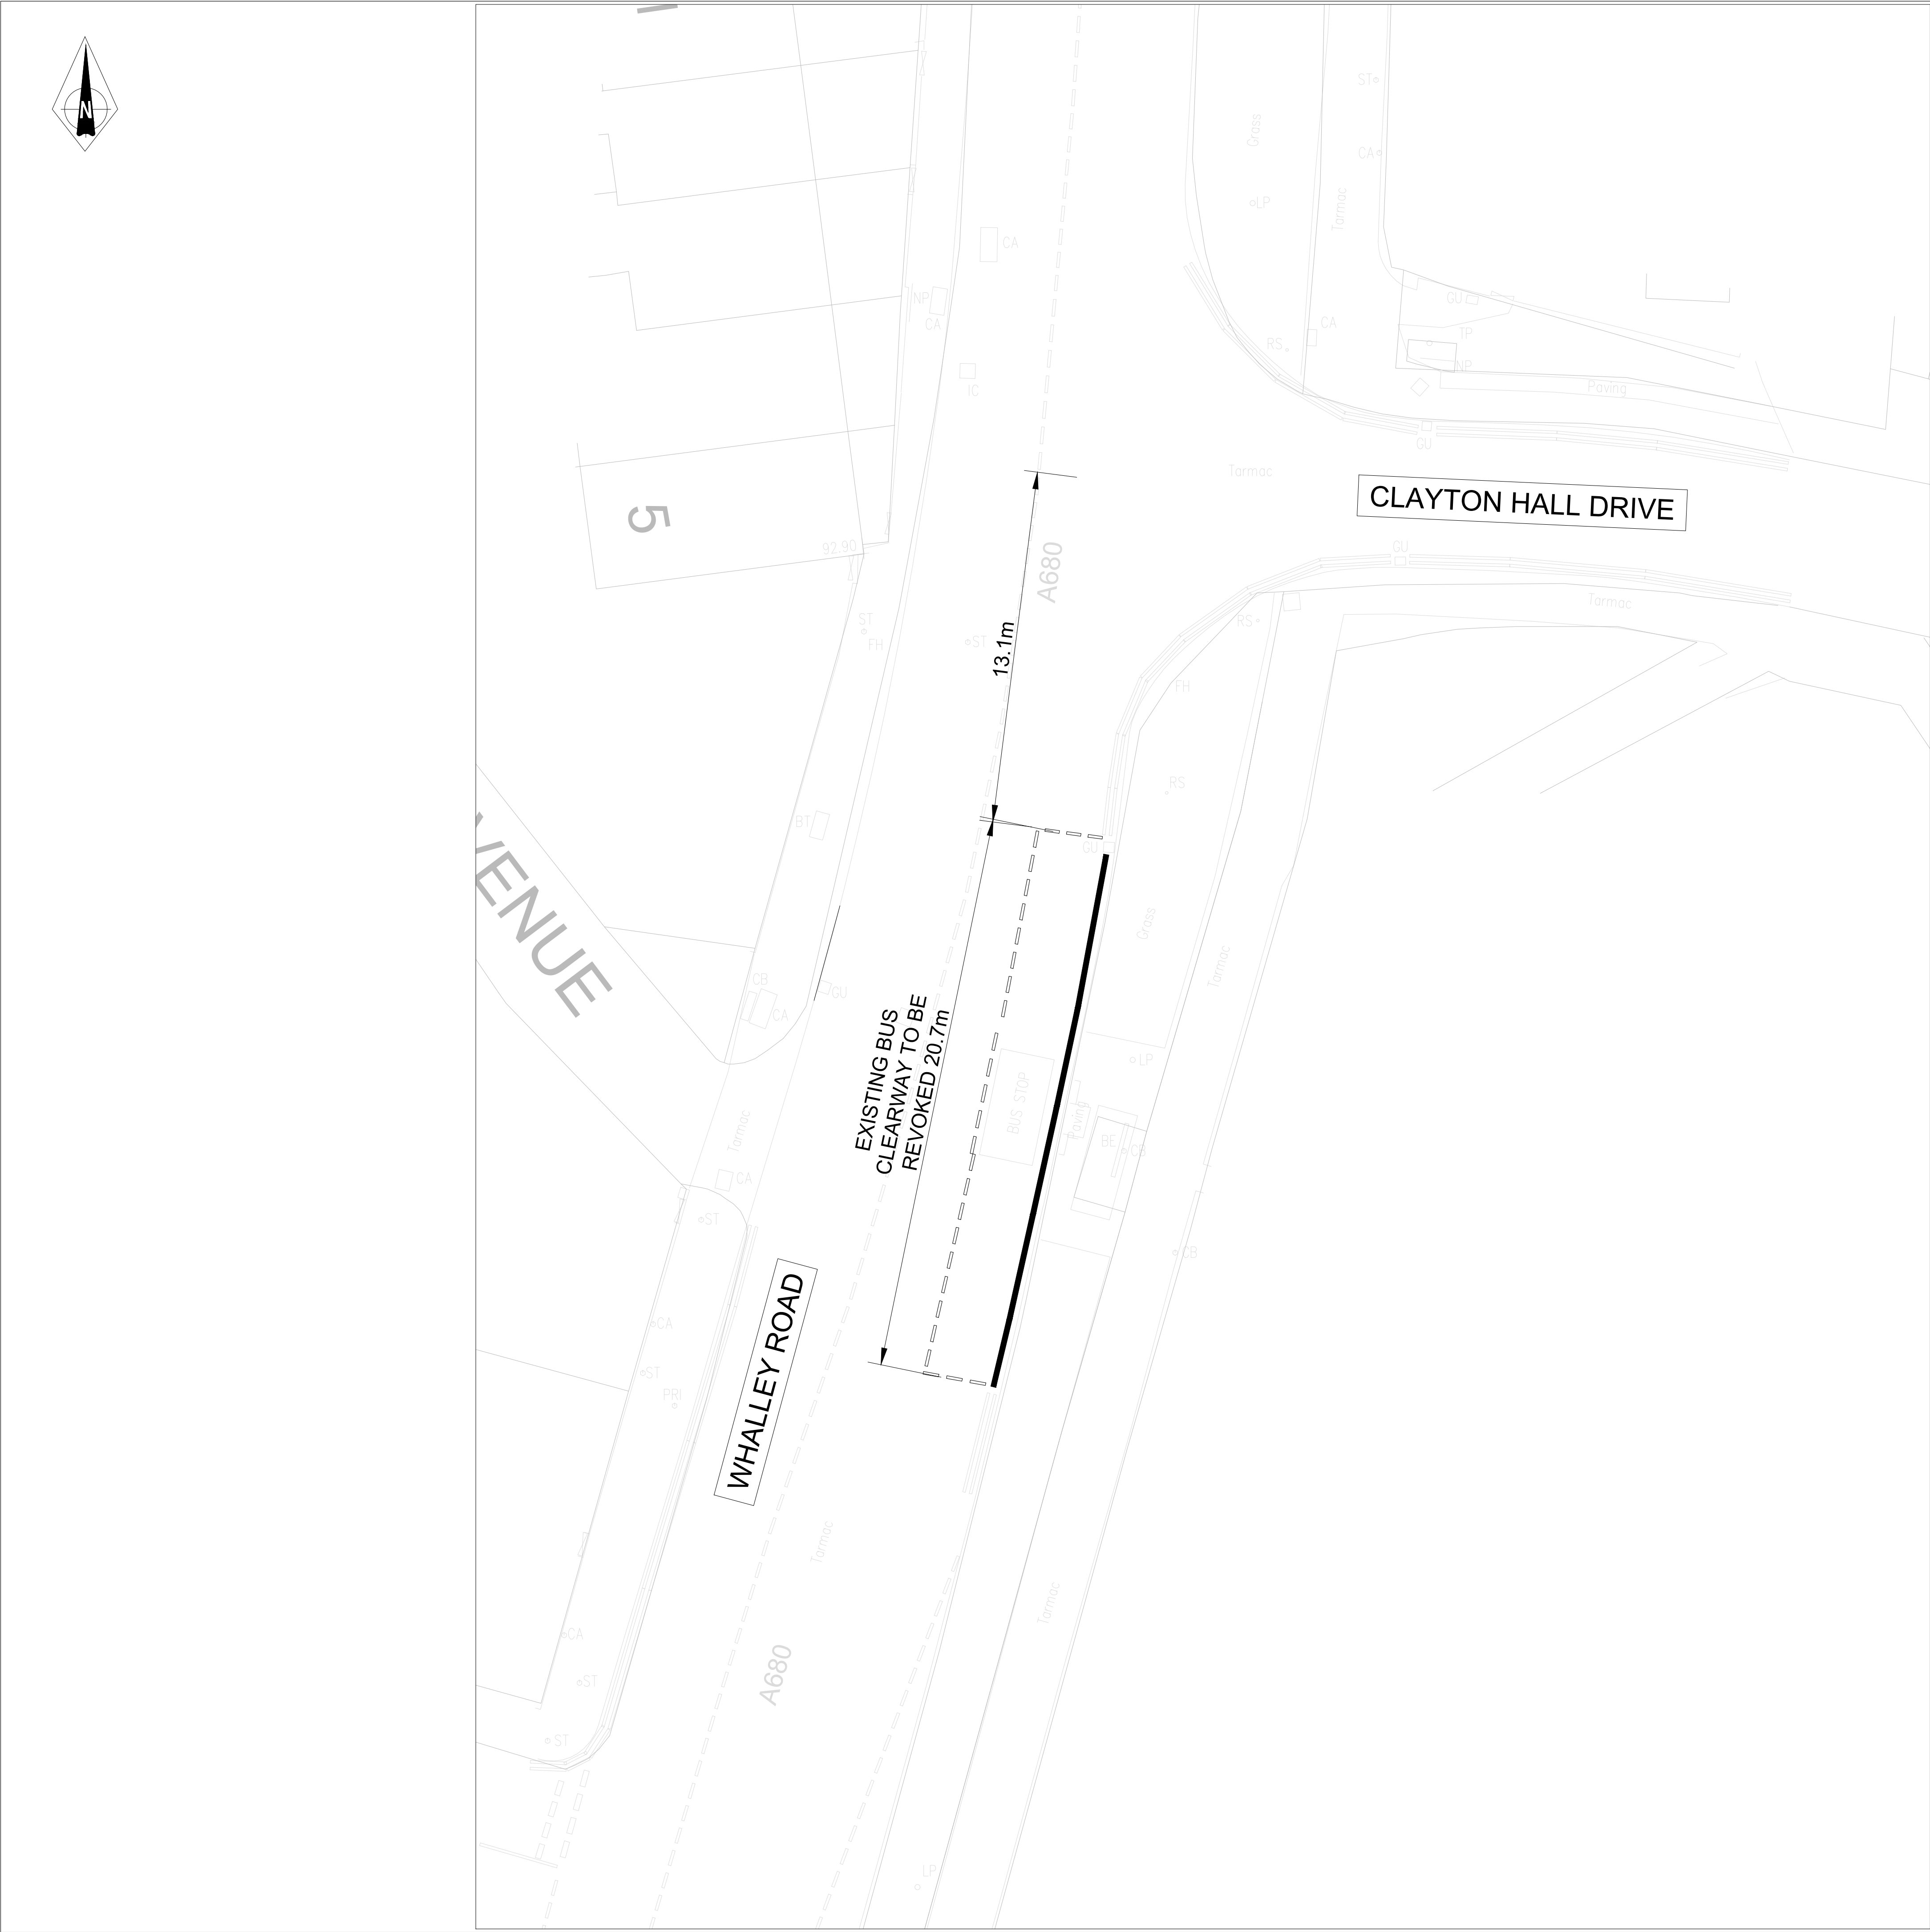 N
ST
Grass
CA
LP
Tarmac
CA
NP
CA
GU
CA
RS
TP
NP
IC
Paving
GU
Tarmac
CLAYTON HALL DRIVE
5
92.90
A680
GU
Tarmac
ST
FH
ST
13.1m
RS
FH
RS
BT
GU
VENUE
Grass
Tarmac
CB
CA
GU
EXISTING BUS
CLEARWAY TO BE
REVOKED 20.7m
LP
BUS STOP
Paving
BE
CB
Tarmac
CA
ST
CB
WHALLEY ROAD
CA
ST
PRI
Tarmac
Tarmac
CA
A680
ST
ST
LP